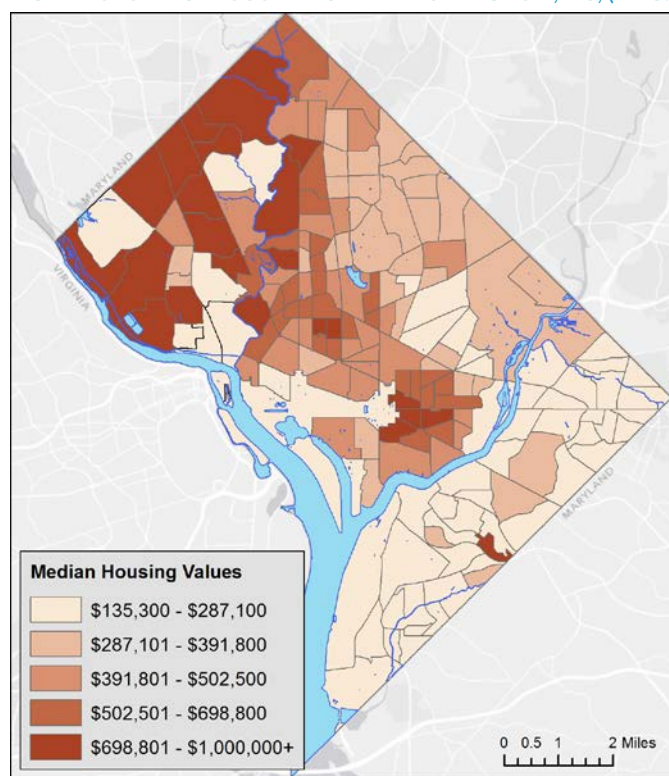 MARYLAND
VIRGINIA
MARYLAND
Median Housing Values
$135,300 - $287,100
$287,101 - $391,800
$391,801 - $502,500
$502,501 - $698,800
$698,801 - $1,000,000+
0 0.5 1 2 Miles